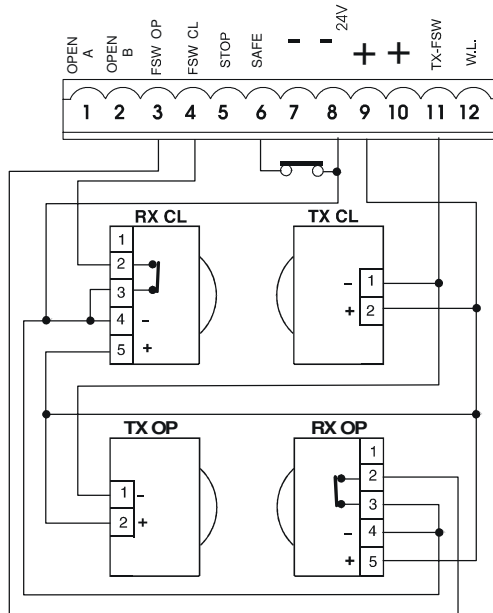 OPEN A
OPEN B
FSW OP
FSW CL
STOP
SAFE
-
-
24V
+
+
TX-FSW
W.L.
1 2 3 4 5 6 7 8 9 10 11 12
RX CL
1
2
3
4 -
5 +
TX CL
- 1
+ 2
TX OP
1 -
2 +
RX OP
1
2
3
- 4
+ 5